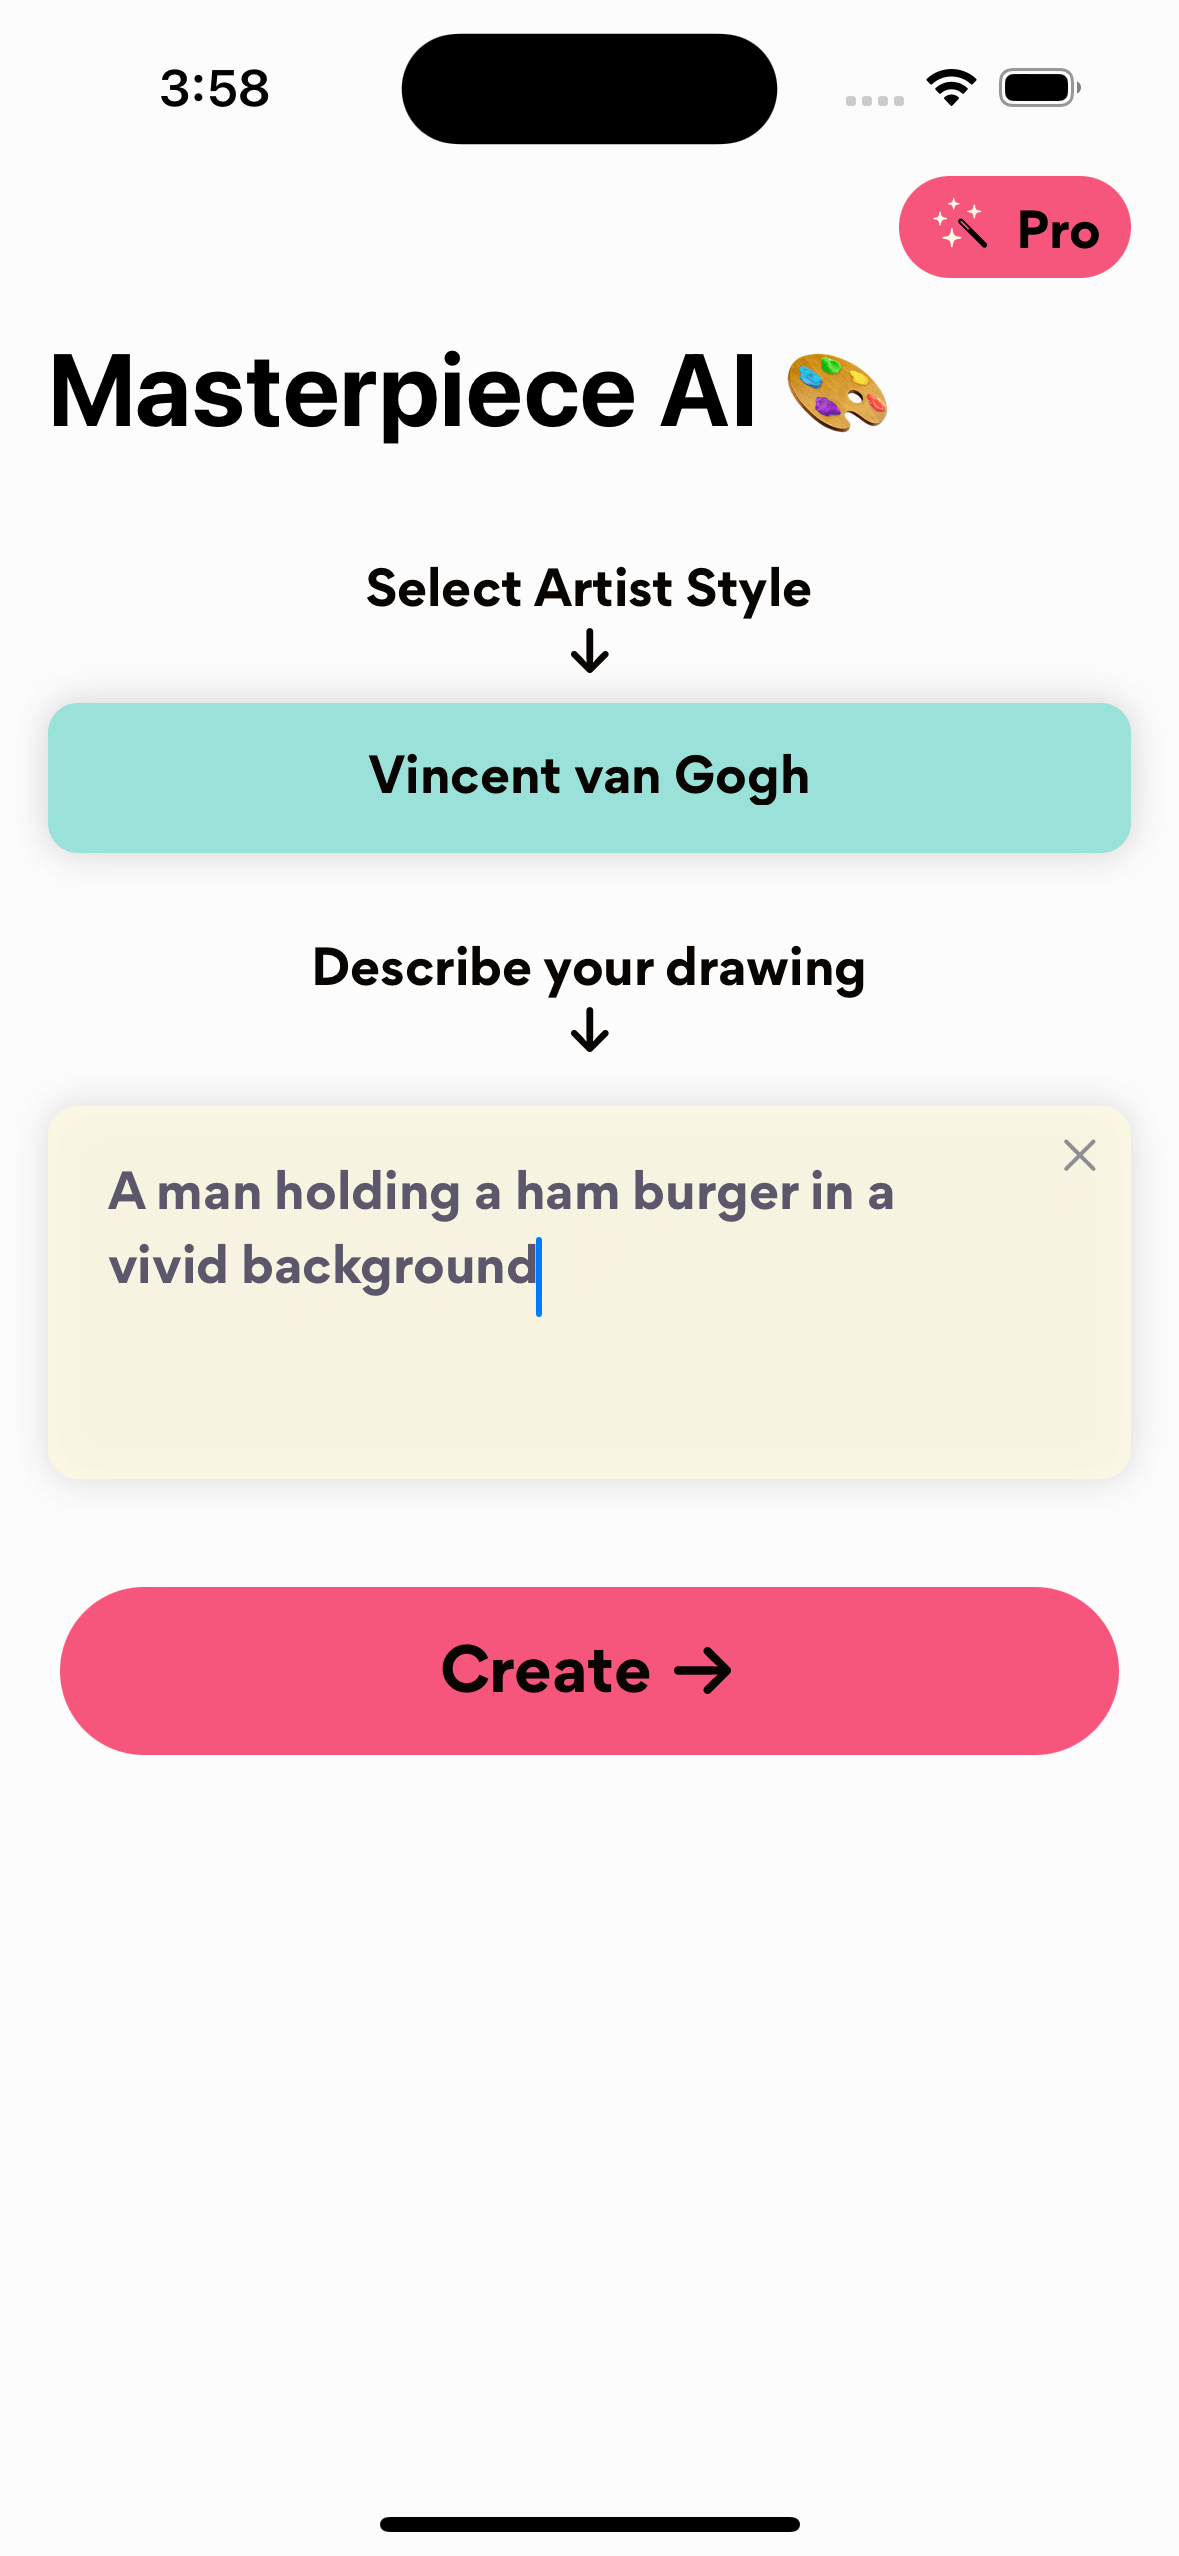 3:58
Pro
Masterpiece AI 🎨
Select Artist Style
↓
Vincent van Gogh
Describe your drawing
↓
A man holding a ham burger in a
vivid background
Create →